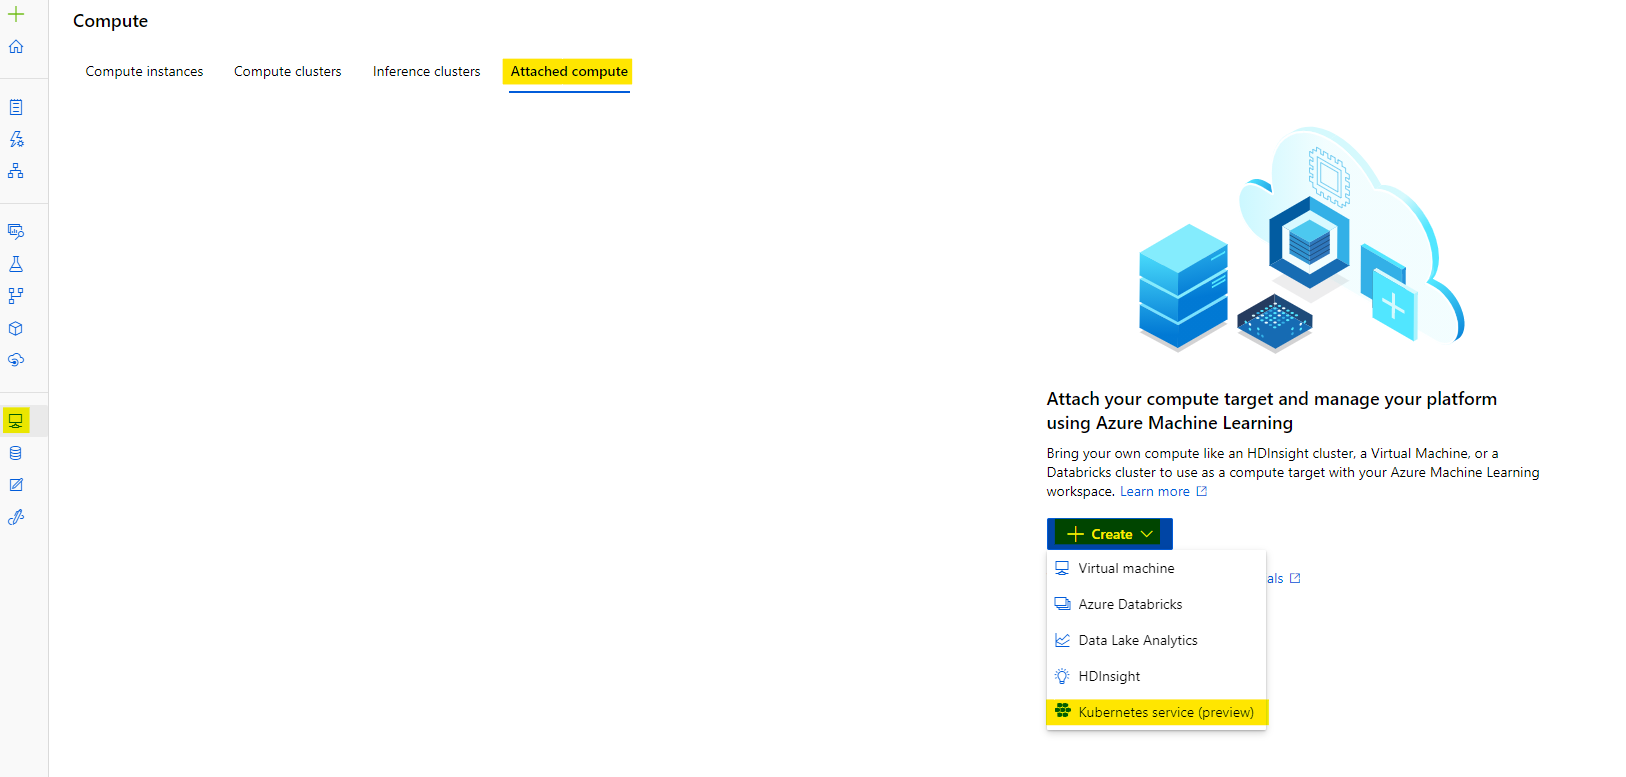 Compute
Compute instances
Compute clusters
Inference clusters
Attached compute
Attach your compute target and manage your platform
using Azure Machine Learning
Bring your own compute like an HDInsight cluster, a Virtual Machine, or a
Databricks cluster to use as a compute target with your Azure Machine Learning
workspace. Learn more
Create
Virtual machine
als
Azure Databricks
Data Lake Analytics
HDInsight
Kubernetes service (preview)